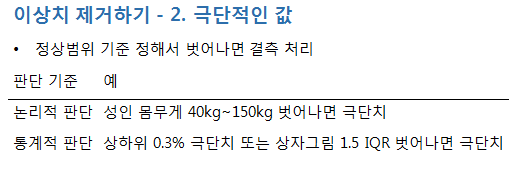 이상치 제거하기 - 2. 극단적인 값
• 정상범위 기준 정해서 벗어나면 결측 처리
판단 기준 예
논리적 판단 성인 몸무게 40kg~150kg 벗어나면 극단치
통계적 판단 상하위 0.3% 극단치 또는 상자그림 1.5 IQR 벗어나면 극단치